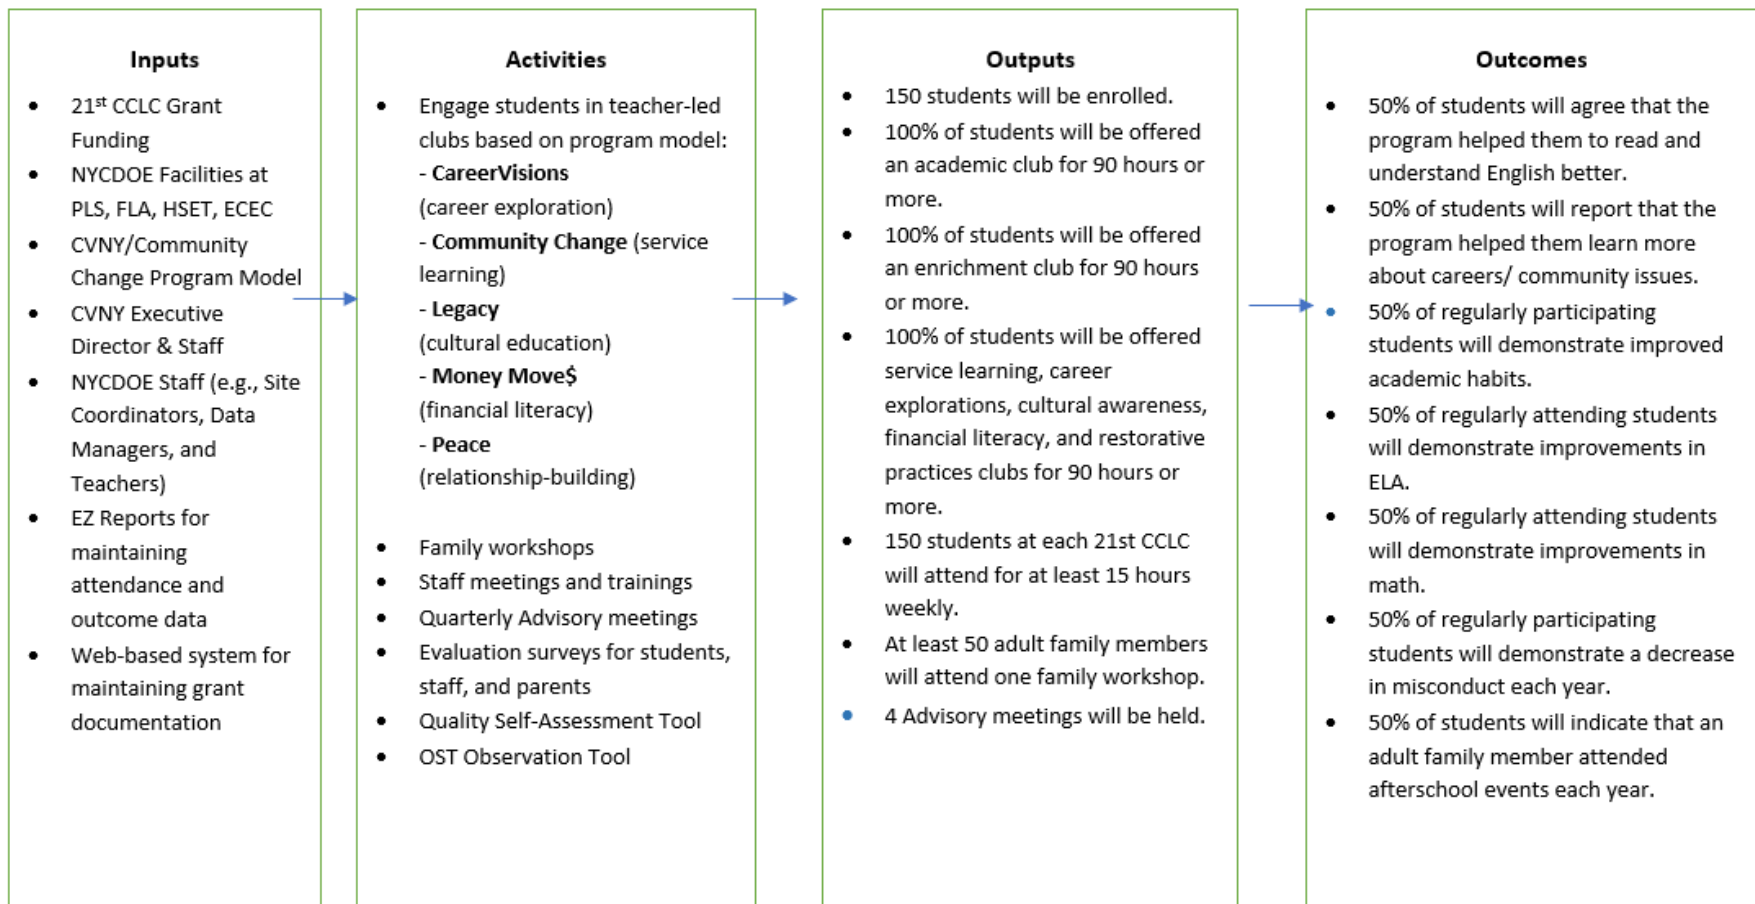 Inputs
• 21st CCLC Grant
Funding
• NYCDOE Facilities at
PLS, FLA, HSET, ECEC
• CVNY/Community
Change Program Model
• CVNY Executive
Director & Staff
• NYCDOE Staff (e.g., Site
Coordinators, Data
Managers, and
Teachers)
• EZ Reports for
maintaining
attendance and
outcome data
• Web-based system for
maintaining grant
documentation
Activities
• Engage students in teacher-led
clubs based on program model:
- CareerVisions
(career exploration)
- Community Change (service
learning)
- Legacy
(cultural education)
- Money Move$
(financial literacy)
- Peace
(relationship-building)
• Family workshops
• Staff meetings and trainings
• Quarterly Advisory meetings
• Evaluation surveys for students,
staff, and parents
• Quality Self-Assessment Tool
• OST Observation Tool
Outputs
• 150 students will be enrolled.
• 100% of students will be offered
an academic club for 90 hours or
more.
• 100% of students will be offered
an enrichment club for 90 hours
or more.
• 100% of students will be offered
service learning, career
explorations, cultural awareness,
financial literacy, and restorative
practices clubs for 90 hours or
more.
• 150 students at each 21st CCLC
will attend for at least 15 hours
weekly.
• At least 50 adult family members
will attend one family workshop.
• 4 Advisory meetings will be held.
Outcomes
• 50% of students will agree that the
program helped them to read and
understand English better.
• 50% of students will report that the
program helped them learn more
about careers/ community issues.
• 50% of regularly participating
students will demonstrate improved
academic habits.
• 50% of regularly attending students
will demonstrate improvements in
ELA.
• 50% of regularly attending students
will demonstrate improvements in
math.
• 50% of regularly participating
students will demonstrate a decrease
in misconduct each year.
• 50% of students will indicate that an
adult family member attended
afterschool events each year.